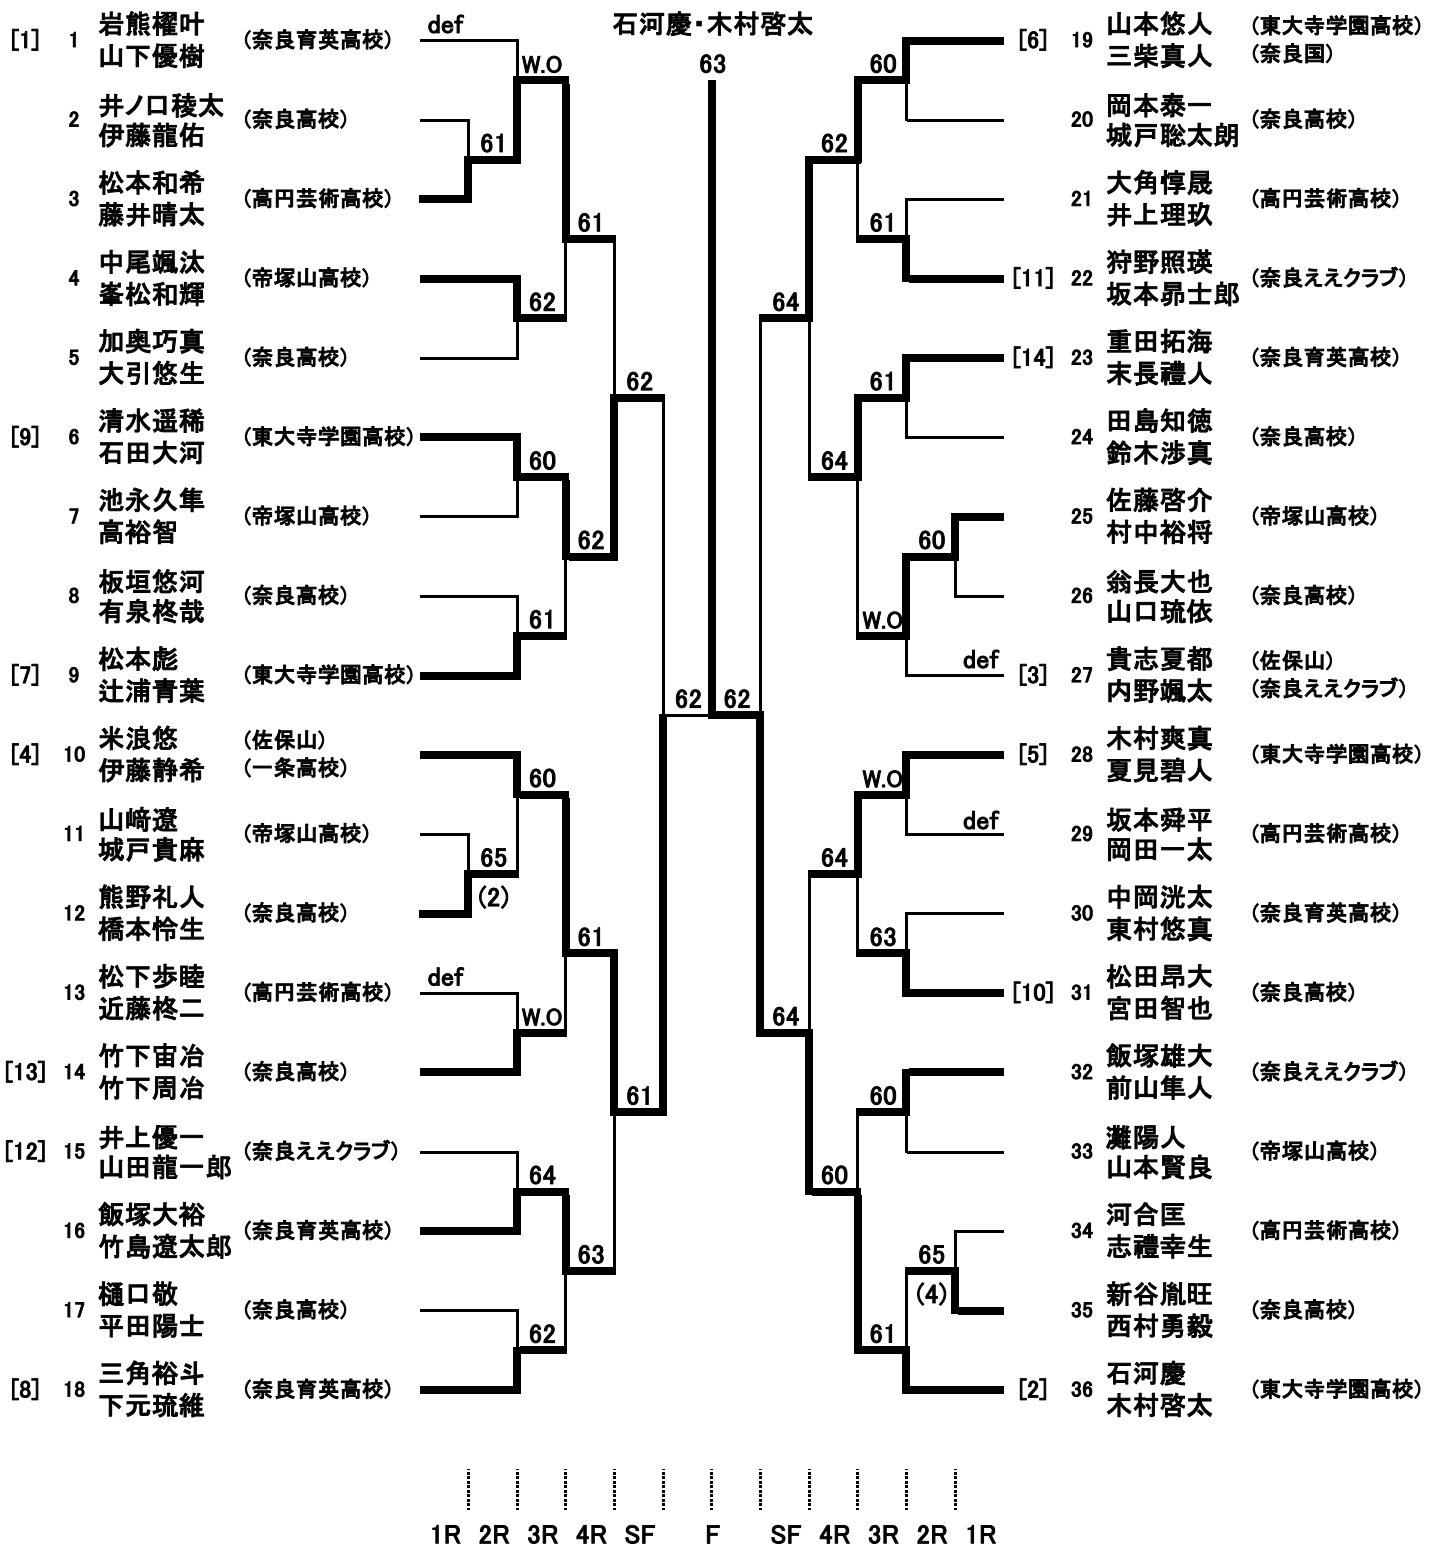 石河慶・木村啓太
63
[1] 1 岩熊櫂叶 (奈良育英高校) def
山下優樹
W.O
2 井ノ口稜太 (奈良高校)
伊藤龍佑
61
3 松本和希 (高円芸術高校)
藤井晴太
61
4 中尾颯汰 (帝塚山高校)
峯松和輝
62
5 加奥巧真 (奈良高校)
大引悠生
62
[9] 6 清水遥稀 (東大寺学園高校)
石田大河
60
7 池永久隼 (帝塚山高校)
高裕智
62
8 板垣悠河 (奈良高校)
有泉柊哉
61
[7] 9 松本彪 (東大寺学園高校)
辻浦青葉
62
[4] 10 米浪悠 (佐保山)
伊藤静希 (一条高校)
60
11 山﨑遼 (帝塚山高校)
城戸貴麻
65
(2)
12 熊野礼人 (奈良高校)
橋本怜生
61
13 松下歩睦 (高円芸術高校) def
近藤柊二
W.O
[13] 14 竹下宙冶 (奈良高校)
竹下周冶
61
[12] 15 井上優一 (奈良ええクラブ)
山田龍一郎
64
16 飯塚大裕 (奈良育英高校)
竹島遼太郎
63
17 樋口敬 (奈良高校)
平田陽士
62
[8] 18 三角裕斗 (奈良育英高校)
下元琉維
[6] 19 山本悠人 (東大寺学園高校)
三柴真人 (奈良国)
60
20 岡本泰一 (奈良高校)
城戸聡太朗
62
21 大角惇晟 (高円芸術高校)
井上理玖
61
[11] 22 狩野照瑛 (奈良ええクラブ)
坂本昴士郎
64
[14] 23 重田拓海 (奈良育英高校)
末長禮人
61
24 田島知徳 (奈良高校)
鈴木渉真
64
25 佐藤啓介 (帝塚山高校)
村中裕将
60
26 翁長大也 (奈良高校)
山口琉依
W.O
def [3] 27 貴志夏都 (佐保山)
内野颯太 (奈良ええクラブ)
62
[5] 28 木村爽真 (東大寺学園高校)
夏見碧人
W.O
def 29 坂本舜平 (高円芸術高校)
岡田一太
64
30 中岡洸太 (奈良育英高校)
東村悠真
63
[10] 31 松田昂大 (奈良高校)
宮田智也
64
32 飯塚雄大 (奈良ええクラブ)
前山隼人
60
33 灘陽人 (帝塚山高校)
山本賢良
60
34 河合匡 (高円芸術高校)
志禮幸生
65
(4)
35 新谷胤旺 (奈良高校)
西村勇毅
61
[2] 36 石河慶 (東大寺学園高校)
木村啓太
1R 2R 3R 4R SF F SF 4R 3R 2R 1R